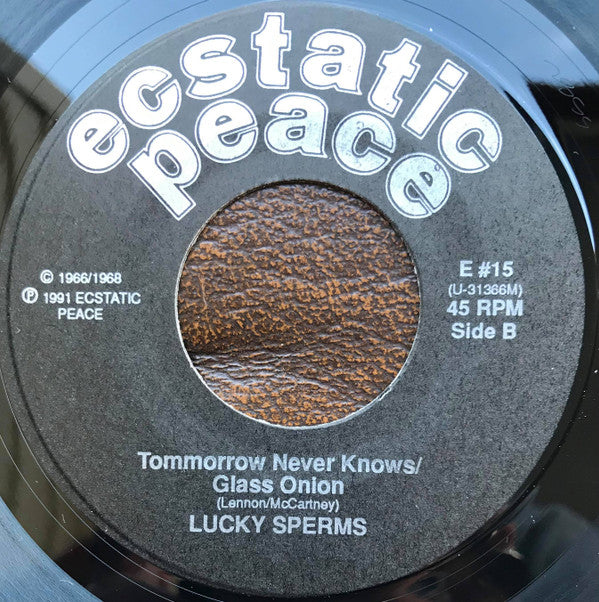 ecstatic
peace
© 1966/1968
℗ 1991 ECSTATIC
PEACE
E #15
(U-31366M)
45 RPM
Side B
Tommorrow Never Knows/
Glass Onion
(Lennon/McCartney)
LUCKY SPERMS